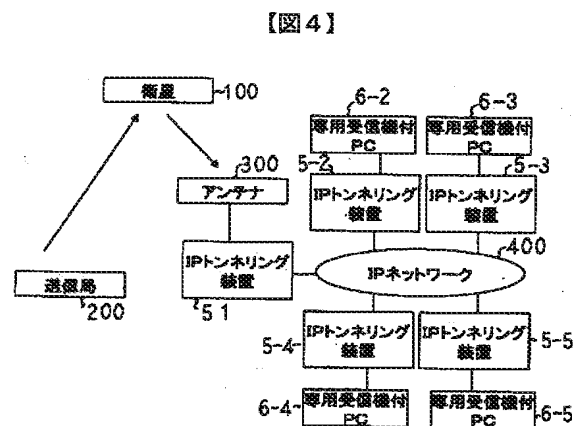 【図4】
衛星
100
6-2
専用受信機付
PC
6-3
専用受信機付
PC
300
アンテナ
5-2
IPトンネリング
装置
5-3
IPトンネリング
装置
IPトンネリング
装置
51
400
IPネットワーク
送信局
200
5-4
IPトンネリング
装置
IPトンネリング
装置
5-5
6-4
専用受信機付
PC
専用受信機付
PC
6-5